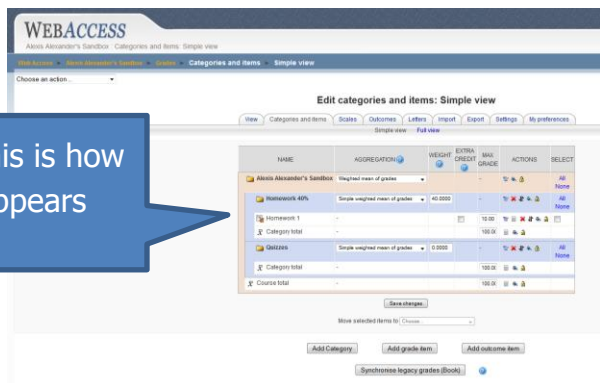 WEBACCESS
Alexis Alexander's Sandbox : Categories and items: Simple view
Web Access ► Alexis Alexander's Sandbox ► Grades ► Categories and items ► Simple view
Choose an action ...
Edit categories and items: Simple view
View Categories and items Scales Outcomes Letters Import Export Settings My preferences
Simple view Full view
his is how
ppears
NAME AGGREGATION WEIGHT EXTRA CREDIT MAX GRADE ACTIONS SELECT
Alexis Alexander's Sandbox Weighted mean of grades - All None
Homework 40% Simple weighted mean of grades 40.0000 - All None
Homework 1 - 10.00
Category total - 100.00
Quizzes Simple weighted mean of grades 0.0000 - All None
Category total - 100.00
Course total - 100.00
Save changes
Move selected items to Choose...
Add Category Add grade item Add outcome item
Synchronise legacy grades (Book)